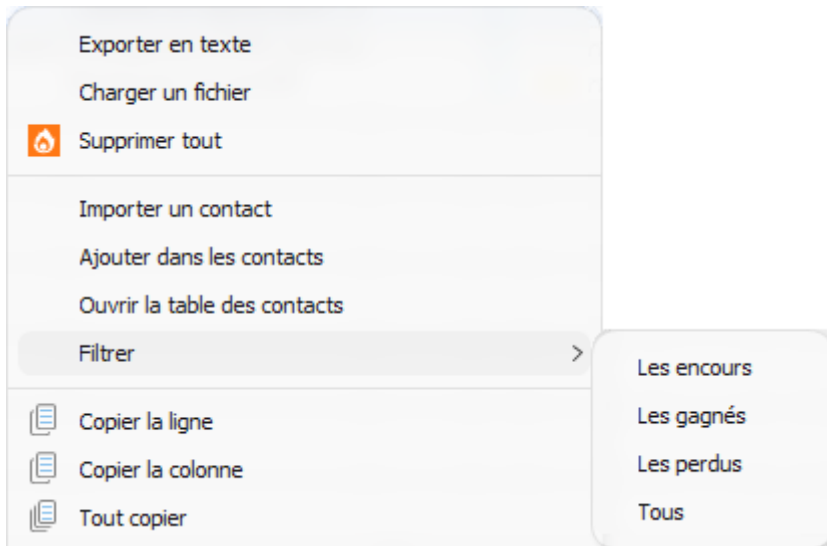 Exporter en texte
Charger un fichier
Supprimer tout
Importer un contact
Ajouter dans les contacts
Ouvrir la table des contacts
Filtrer
Les encours
Les gagnés
Les perdus
Tous
Copier la ligne
Copier la colonne
Tout copier